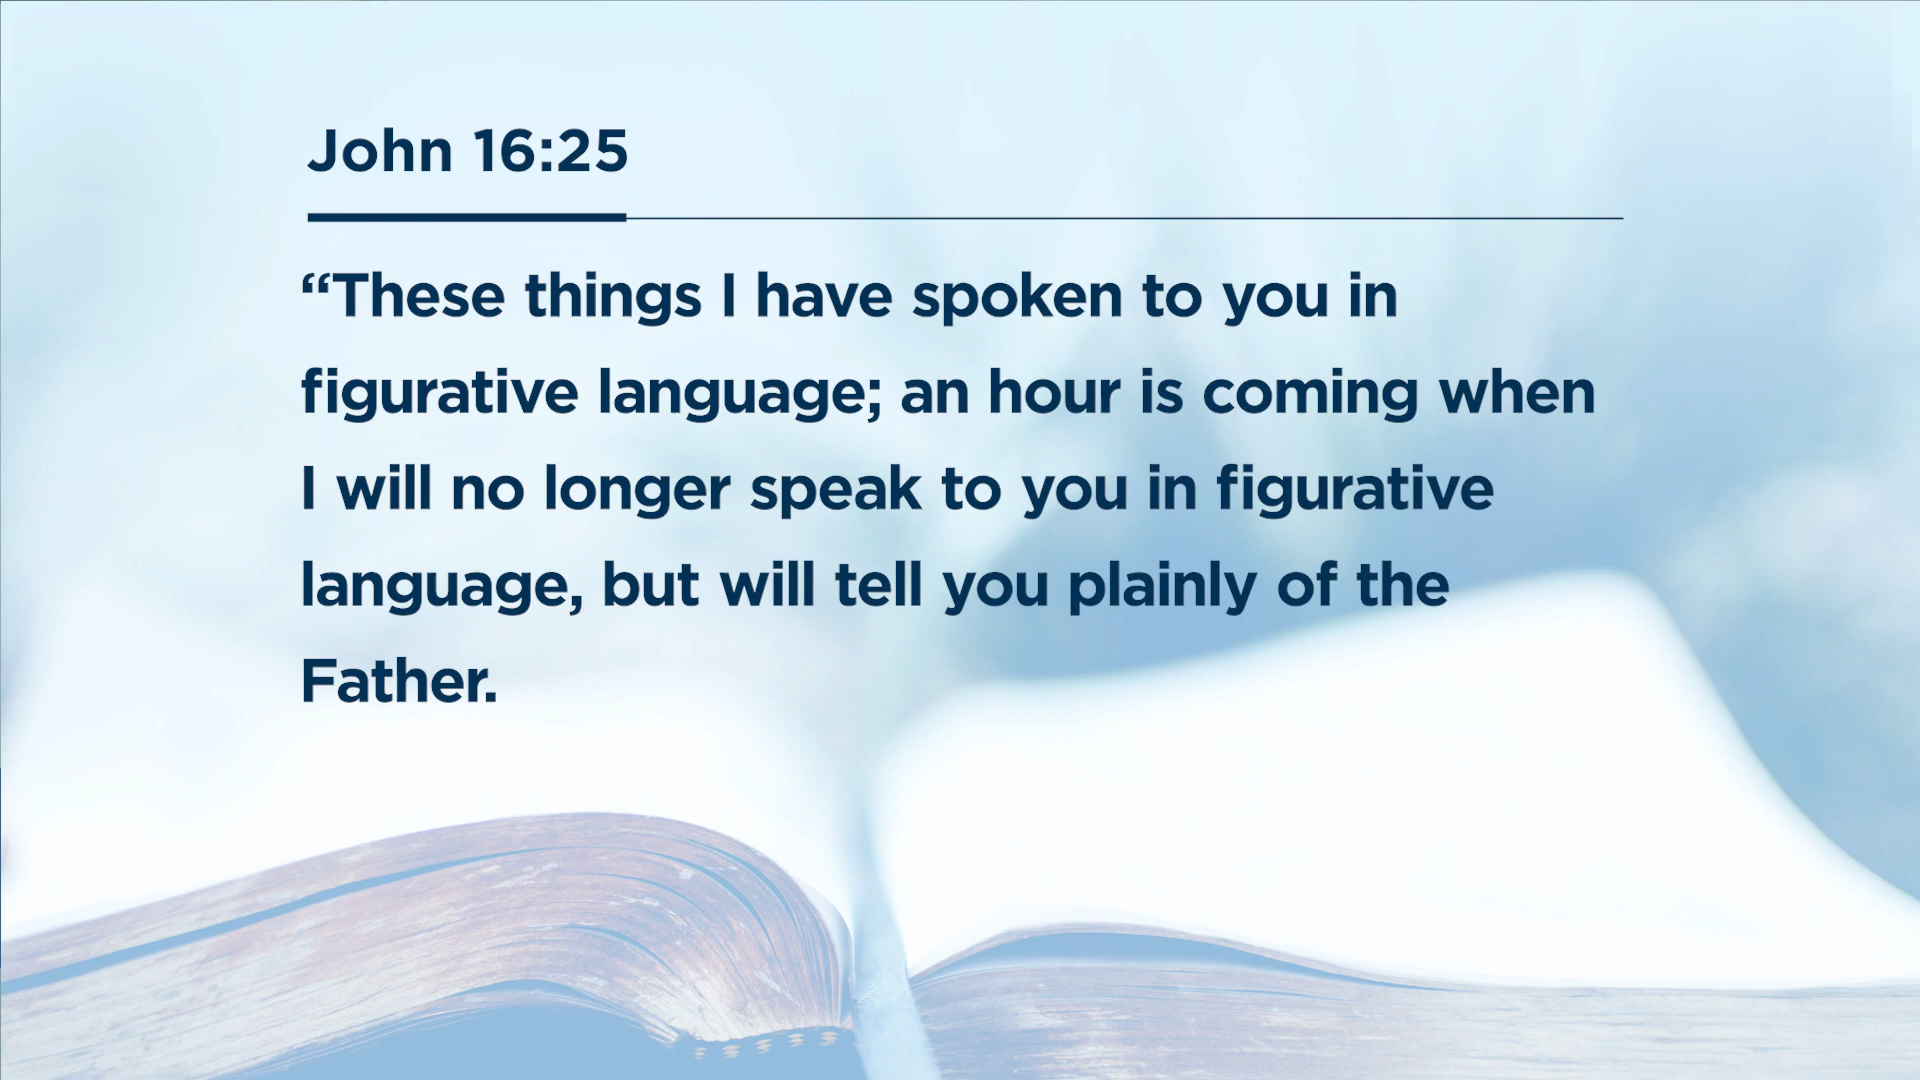 John 16:25
“These things I have spoken to you in
figurative language; an hour is coming when
I will no longer speak to you in figurative
language, but will tell you plainly of the
Father.